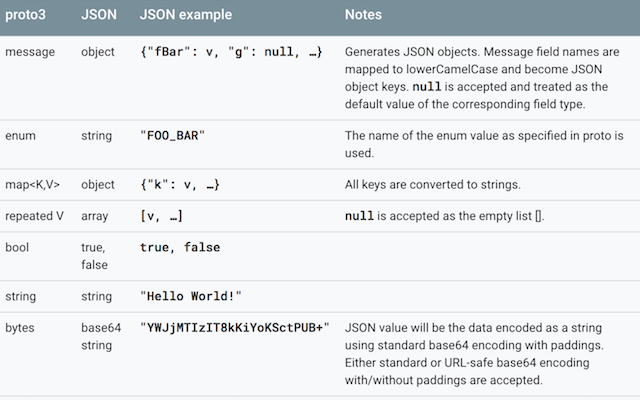 proto3 JSON JSON example Notes
message object {"fBar": v, "g": null, …} Generates JSON objects. Message field names are
mapped to lowerCamelCase and become JSON
object keys. null is accepted and treated as the
default value of the corresponding field type.
enum string "FOO_BAR" The name of the enum value as specified in proto is
used.
map<K,V> object {"k": v, …} All keys are converted to strings.
repeated V array [v, …] null is accepted as the empty list [].
bool true, true, false
false
string string "Hello World!"
bytes base64 "YWJjMTIzIT8kKiYoKSctPUB+" JSON value will be the data encoded as a string
string using standard base64 encoding with paddings.
Either standard or URL-safe base64 encoding
with/without paddings are accepted.